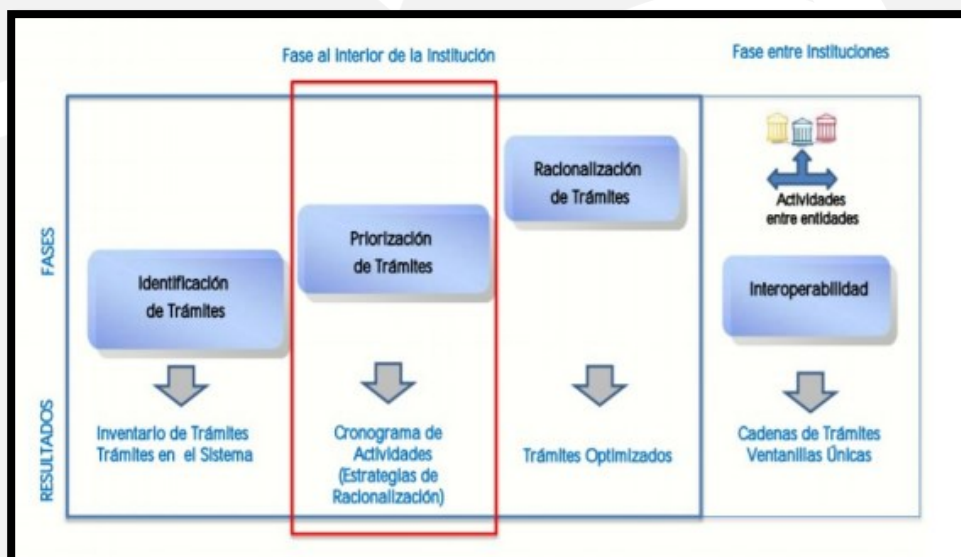 Fase al Interior de la Institución
Fase entre Instituciones
FASES
Identificación
de Trámites
Priorización
de Trámites
Racionalización
de Trámites
Actividades
entre entidades
Interoperabilidad
RESULTADOS
Inventario de Trámites
Trámites en el Sistema
Cronograma de
Actividades
(Estrategias de
Racionalización)
Trámites Optimizados
Cadenas de Trámites
Ventanillas Únicas